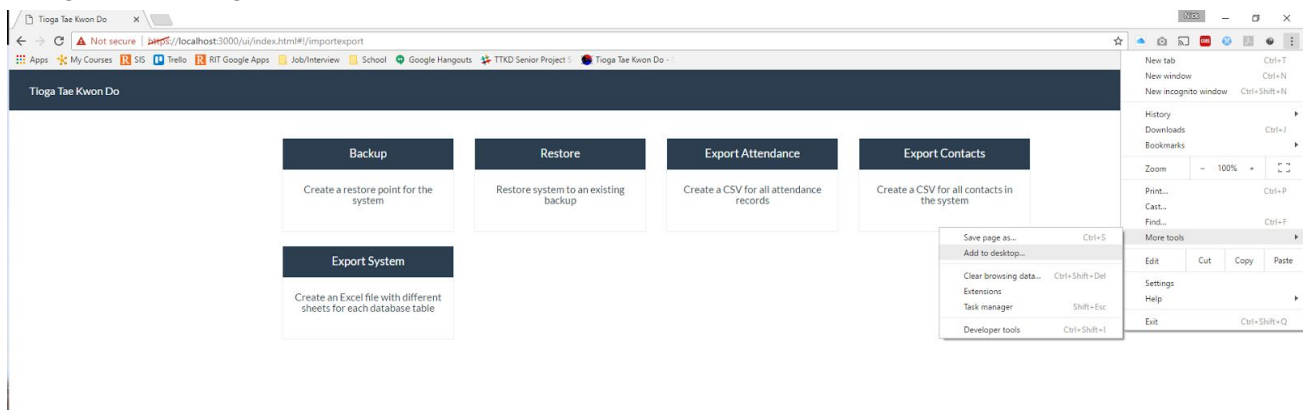 Tioga Tae Kwon Do
Nicci
Not secure | https://localhost:3000/ui/index.html#!/importexport
Apps My Courses SIS Trello RIT Google Apps Job/Interview School Google Hangouts TTKD Senior Project Tioga Tae Kwon Do -
Tioga Tae Kwon Do
Backup
Create a restore point for the
system
Restore
Restore system to an existing
backup
Export Attendance
Create a CSV for all attendance
records
Export Contacts
Create a CSV for all contacts in
the system
Export System
Create an Excel file with different
sheets for each database table
New tab Ctrl+T
New window Ctrl+N
New incognito window Ctrl+Shift+N
History
Downloads Ctrl+J
Bookmarks
Zoom - 100% +
Print... Ctrl+P
Cast...
Find... Ctrl+F
More tools
Edit Cut Copy Paste
Settings
Help
Exit Ctrl+Shift+Q
Save page as... Ctrl+S
Add to desktop...
Clear browsing data... Ctrl+Shift+Del
Extensions
Task manager Shift+Esc
Developer tools Ctrl+Shift+I